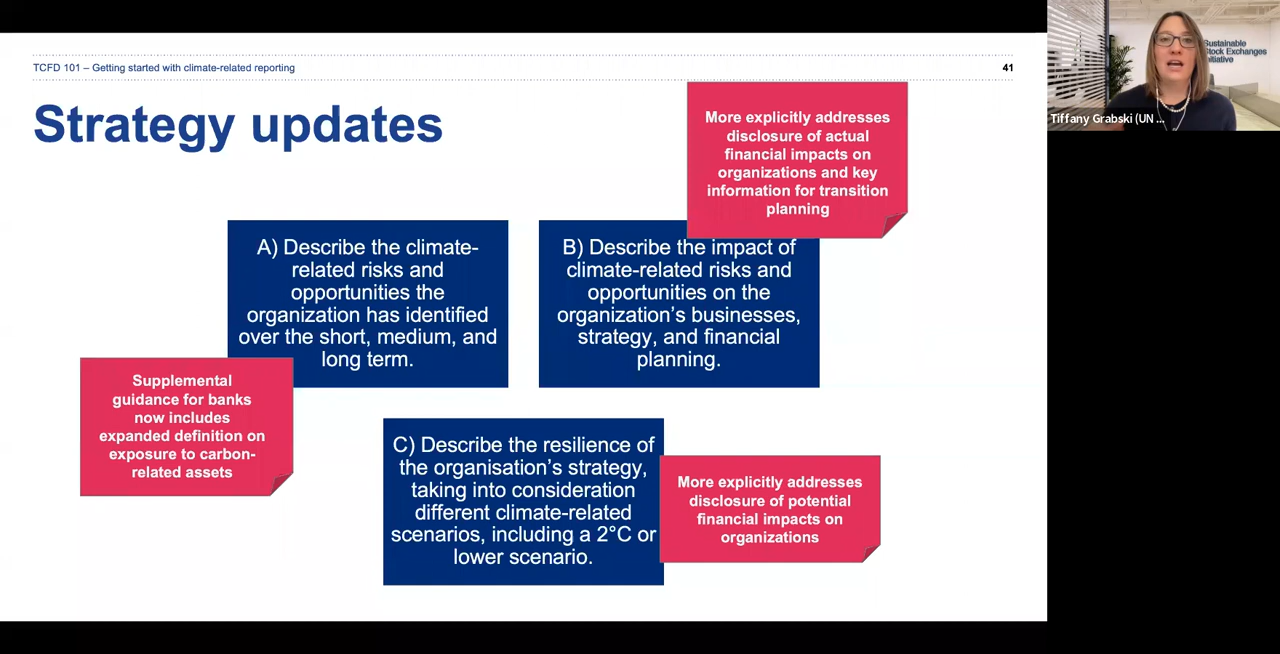 TCFD 101 – Getting started with climate-related reporting
41
Strategy updates
More explicitly addresses
disclosure of actual
financial impacts on
organizations and key
information for transition
planning
A) Describe the climate-
related risks and
opportunities the
organization has identified
over the short, medium, and
long term.
B) Describe the impact of
climate-related risks and
opportunities on the
organization’s businesses,
strategy, and financial
planning.
Supplemental
guidance for banks
now includes
expanded definition on
exposure to carbon-
related assets
C) Describe the resilience of
the organisation’s strategy,
taking into consideration
different climate-related
scenarios, including a 2°C or
lower scenario.
More explicitly addresses
disclosure of potential
financial impacts on
organizations
Sustainable
Stock Exchanges
Initiative
Tiffany Grabski (UN ...